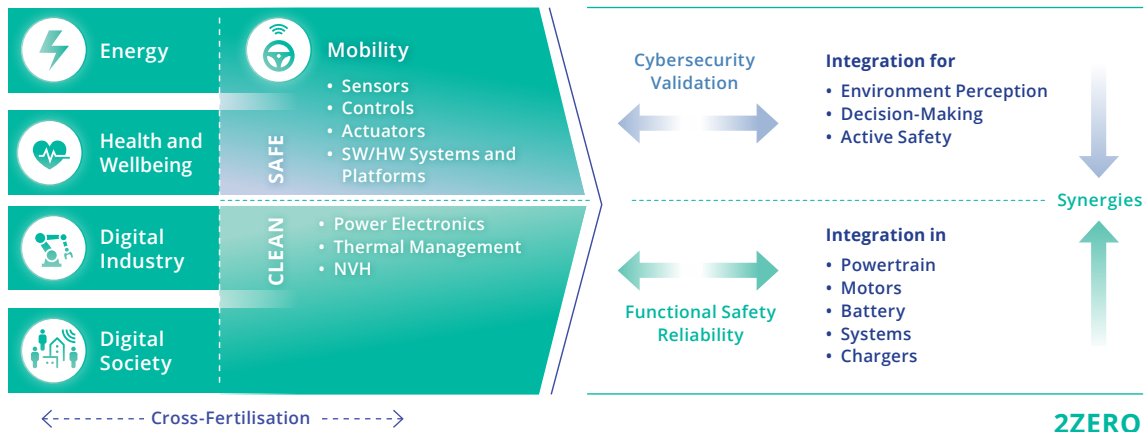 Energy
Health and
Wellbeing
Digital
Industry
Digital
Society
Mobility
• Sensors
• Controls
• Actuators
• SW/HW Systems and
Platforms
SAFE
CLEAN
• Power Electronics
• Thermal Management
• NVH
Cross-Fertilisation
Cybersecurity
Validation
Integration for
• Environment Perception
• Decision-Making
• Active Safety
Synergies
Functional Safety
Reliability
Integration in
• Powertrain
• Motors
• Battery
• Systems
• Chargers
2ZERO